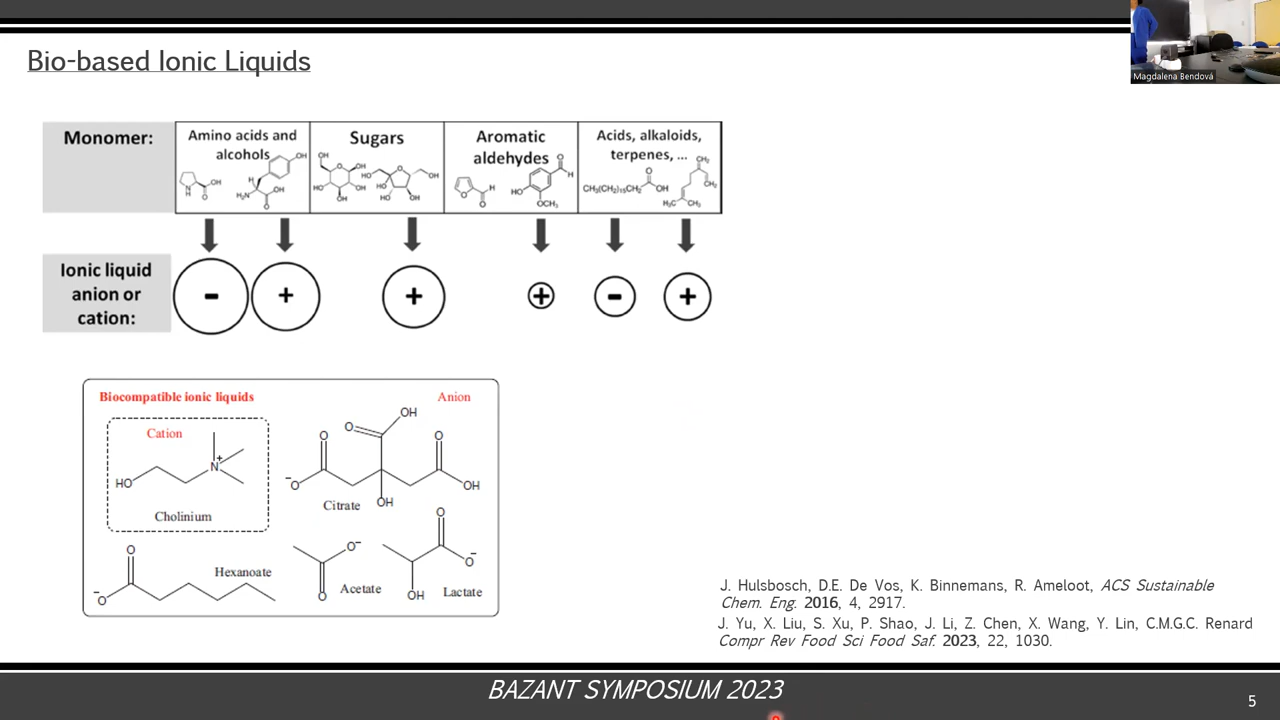 Bio-based Ionic Liquids
Magdalena Bendová
Monomer:
Amino acids and
alcohols
Sugars
Aromatic
aldehydes
Acids, alkaloids,
terpenes, ...
Ionic liquid
anion or
cation:
-
+
+
+
-
+
Biocompatible ionic liquids
Anion
Cation
Cholinium
Citrate
Hexanoate
Acetate
Lactate
J. Hulsbosch, D.E. De Vos, K. Binnemans, R. Ameloot, ACS Sustainable
Chem. Eng. 2016, 4, 2917.
J. Yu, X. Liu, S. Xu, P. Shao, J. Li, Z. Chen, X. Wang, Y. Lin, C.M.G.C. Renard
Compr Rev Food Sci Food Saf. 2023, 22, 1030.
BAZANT SYMPOSIUM 2023
5